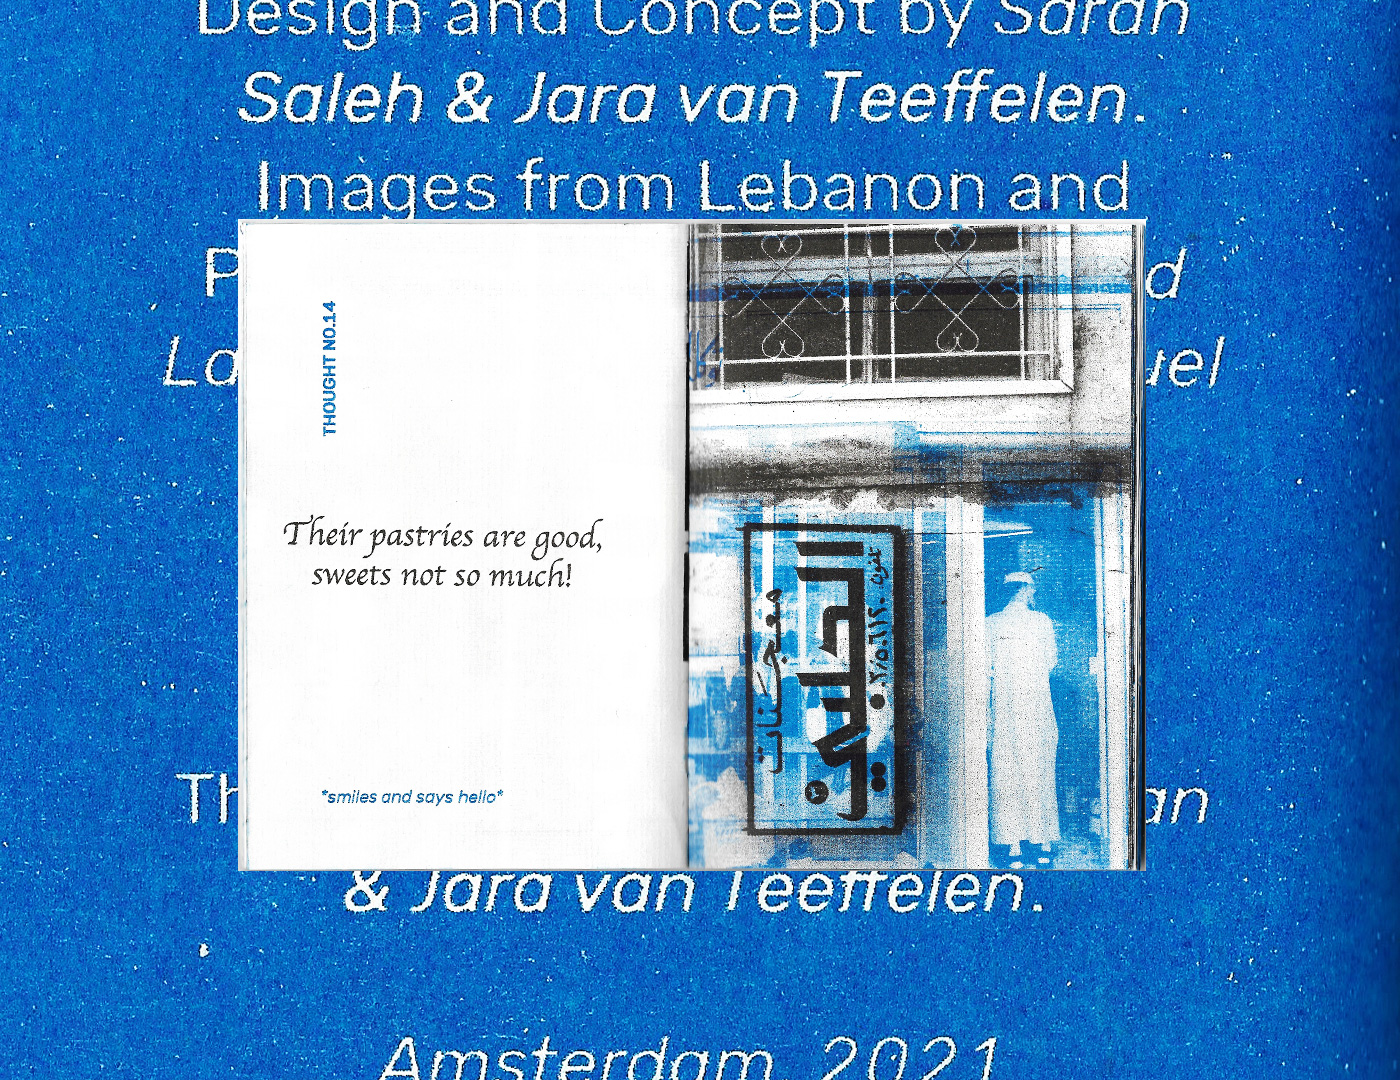 Design and Concept by Sarah
Saleh & Jara van Teeffelen.
Images from Lebanon and
THOUGHT NO.14
Their pastries are good,
sweets not so much!
*smiles and says hello*
معجنات
الحليبي
& Jara van Teeffelen.
Amsterdam, 2021